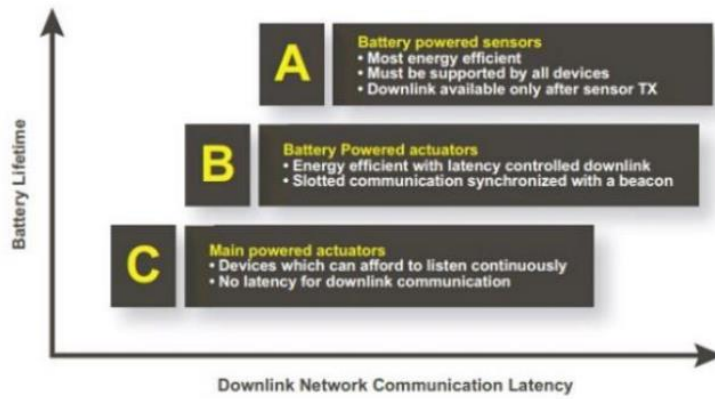 A
Battery powered sensors
• Most energy efficient
• Must be supported by all devices
• Downlink available only after sensor TX
B
Battery Powered actuators
• Energy efficient with latency controlled downlink
• Slotted communication synchronized with a beacon
C
Main powered actuators
• Devices which can afford to listen continuously
• No latency for downlink communication
Battery Lifetime
Downlink Network Communication Latency